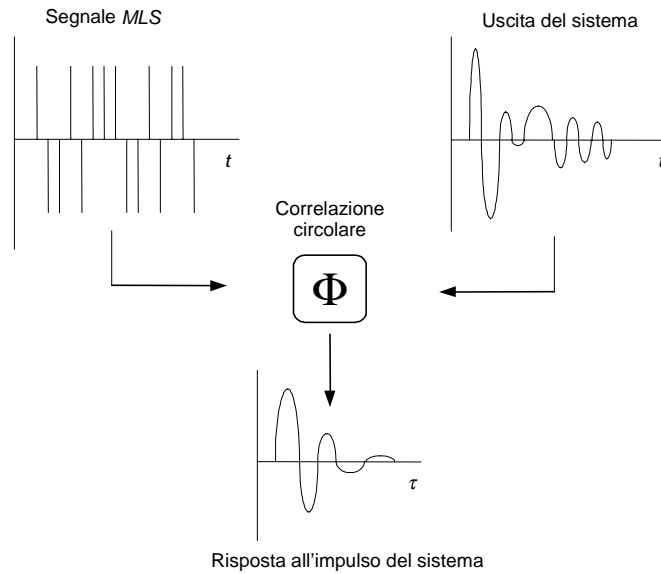 Segnale MLS
Uscita del sistema
t
t
Correlazione
circolare
Φ
τ
Risposta all'impulso del sistema